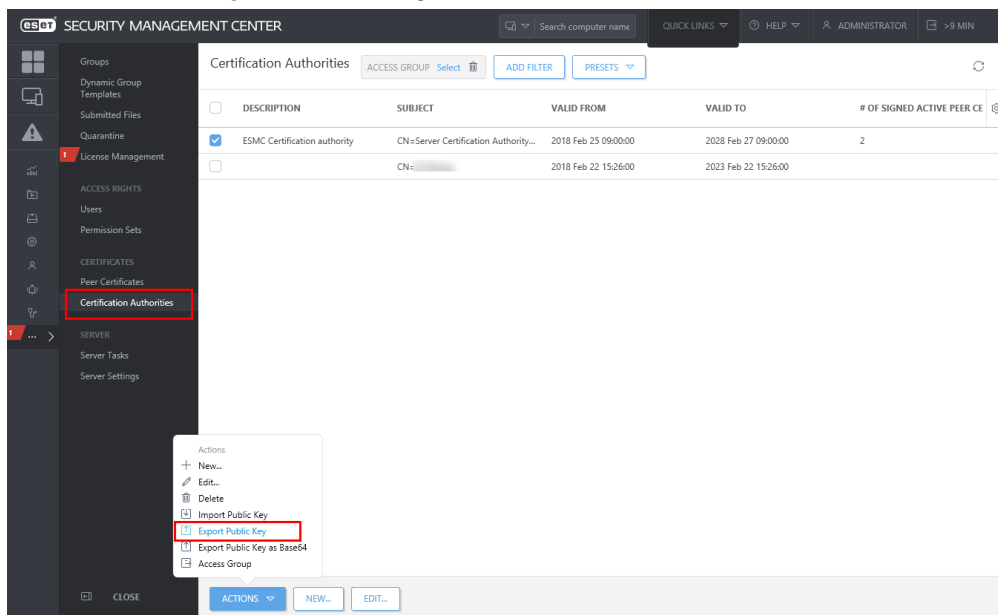 eseT SECURITY MANAGEMENT CENTER
Search computer name
QUICK LINKS
HELP
ADMINISTRATOR
>9 MIN
Groups
Dynamic Group
Templates
Submitted Files
Quarantine
1
License Management
ACCESS RIGHTS
Users
Permission Sets
CERTIFICATES
Peer Certificates
Certification Authorities
1
... >
SERVER
Server Tasks
Server Settings
CLOSE
Certification Authorities
ACCESS GROUP Select
ADD FILTER
PRESETS
DESCRIPTION SUBJECT VALID FROM VALID TO # OF SIGNED ACTIVE PEER CE
ESMC Certification authority CN=Server Certification Authority... 2018 Feb 25 09:00:00 2028 Feb 27 09:00:00 2
CN= 2018 Feb 22 15:26:00 2023 Feb 22 15:26:00
Actions
New...
Edit...
Delete
Import Public Key
Export Public Key
Export Public Key as Base64
Access Group
ACTIONS
NEW...
EDIT...